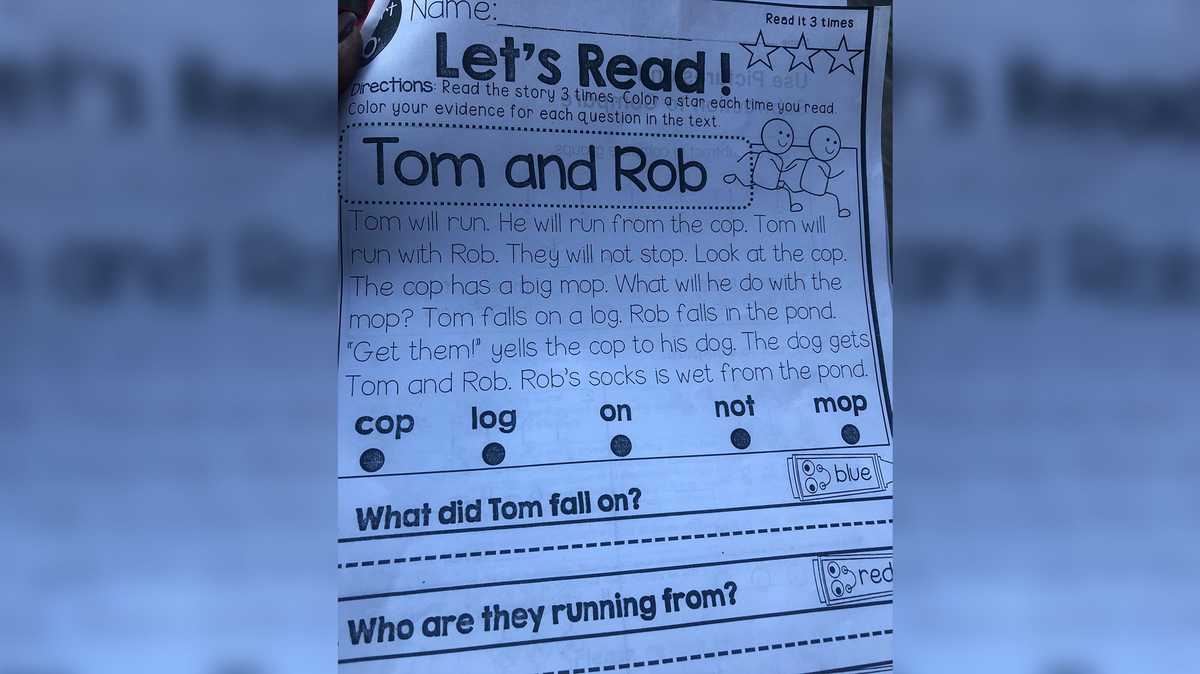 Name:
Read it 3 times
Let's Read!
Directions: Read the story 3 times. Color a star each time you read.
Color your evidence for each question in the text.
Tom and Rob
Tom will run. He will run from the cop. Tom will
run with Rob. They will not stop. Look at the cop.
The cop has a big mop. What will he do with the
mop? Tom falls on a log. Rob falls in the pond.
"Get them!" yells the cop to his dog. The dog gets
Tom and Rob. Rob's socks is wet from the pond.
cop log on not mop
blue
What did Tom fall on?
red
Who are they running from?